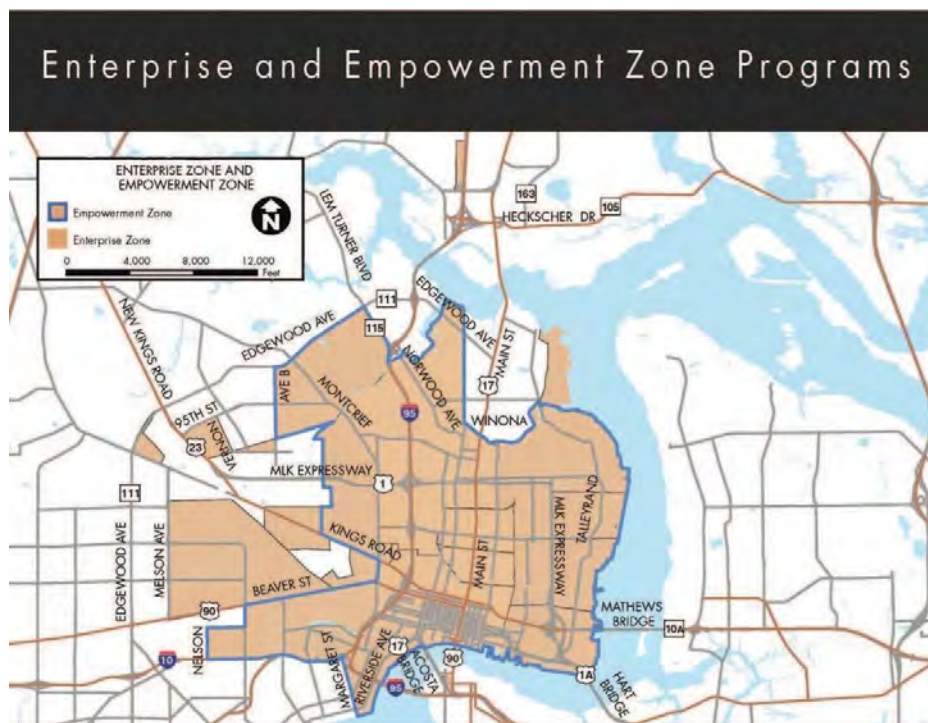 Enterprise and Empowerment Zone Programs
ENTERPRISE ZONE AND
EMPOWERMENT ZONE
Empowerment Zone
Enterprise Zone
N
0 4,000 8,000 12,000
Feet
LEM TURNER BLVD
163
105
HECKSCHER DR
111
EDGEWOOD AVE
EDGEWOOD AVE
115
NEW KINGS ROAD
MAIN ST
17
NORWOOD AVE
AVE B
MONTCRIEF
95
WINONA
95TH ST
VERNON
23
MLK EXPRESSWAY
1
111
EDGEWOOD AVE
MELSON AVE
KINGS ROAD
MAIN ST
MLK EXPRESSWAY
TALLEYRAND
BEAVER ST
90
MATHEWS
BRIDGE
10A
NELSON
10
MARGARET ST
RIVERSIDE AVE
17
ACOSTA
BRIDGE
90
95
1A
HART
BRIDGE